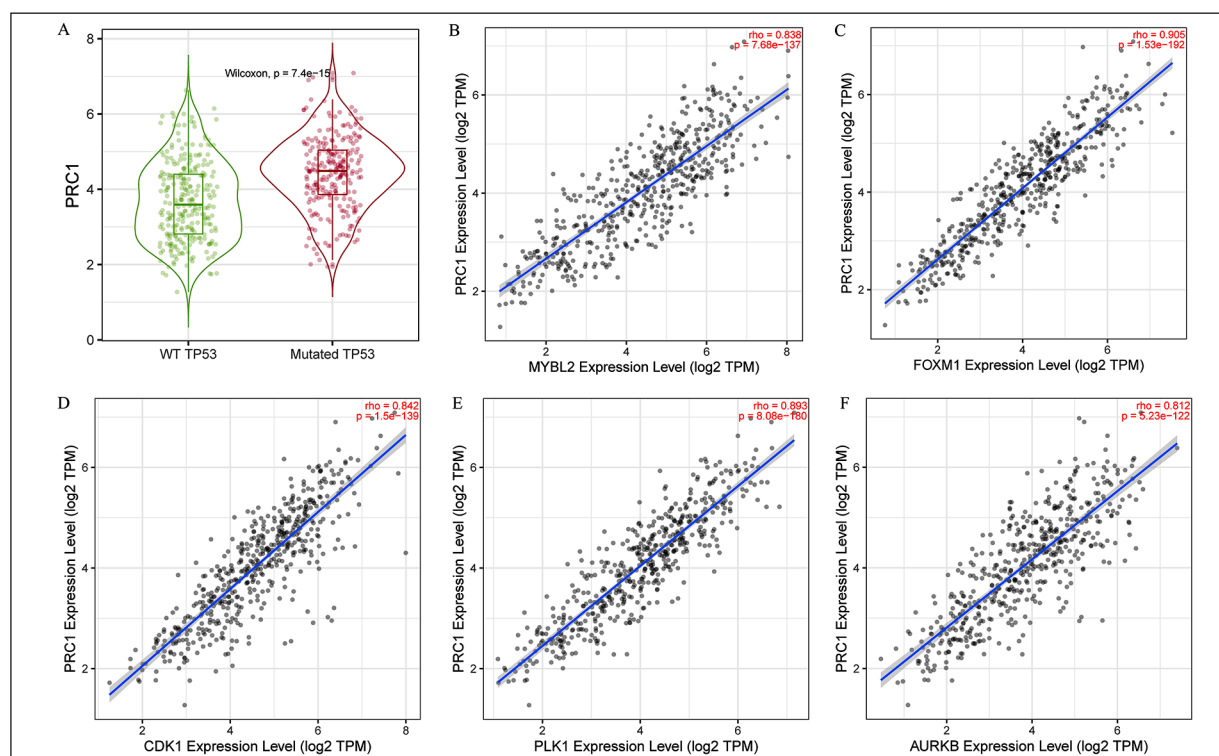 A
8
6
4
2
0
PRC1
Wilcoxon, p = 7.4e−15
WT TP53
Mutated TP53
B
rho = 0.838
p = 7.68e−137
PRC1 Expression Level (log2 TPM)
6
4
2
2
4
6
8
MYBL2 Expression Level (log2 TPM)
C
rho = 0.905
p = 1.53e−192
PRC1 Expression Level (log2 TPM)
6
4
2
2
4
6
FOXM1 Expression Level (log2 TPM)
D
rho = 0.842
p = 1.5e−139
PRC1 Expression Level (log2 TPM)
6
4
2
2
4
6
8
CDK1 Expression Level (log2 TPM)
E
rho = 0.893
p = 8.08e−180
PRC1 Expression Level (log2 TPM)
6
4
2
2
4
6
PLK1 Expression Level (log2 TPM)
F
rho = 0.812
p = 5.23e−122
PRC1 Expression Level (log2 TPM)
6
4
2
2
4
6
AURKB Expression Level (log2 TPM)